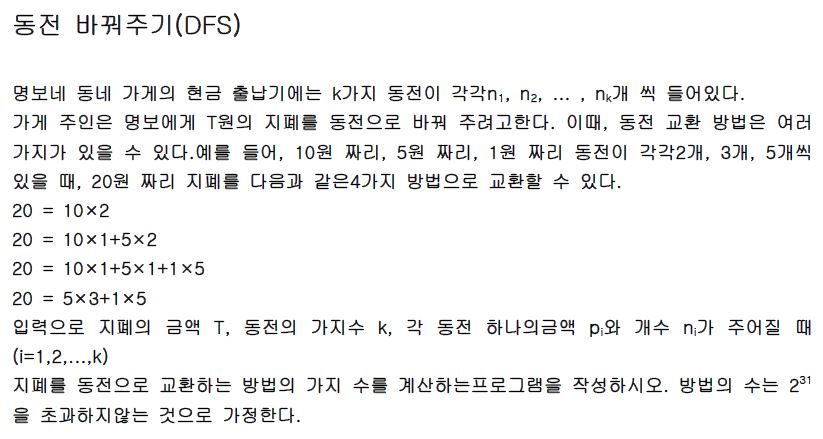 동전 바꿔주기(DFS)
명보네 동네 가게의 현금 출납기에는 k가지 동전이 각각n₁, n₂, … , nₖ개 씩 들어있다.
가게 주인은 명보에게 T원의 지폐를 동전으로 바꿔 주려고한다. 이때, 동전 교환 방법은 여러
가지가 있을 수 있다.예를 들어, 10원 짜리, 5원 짜리, 1원 짜리 동전이 각각2개, 3개, 5개씩
있을 때, 20원 짜리 지폐를 다음과 같은4가지 방법으로 교환할 수 있다.
20 = 10×2
20 = 10×1+5×2
20 = 10×1+5×1+1×5
20 = 5×3+1×5
입력으로 지폐의 금액 T, 동전의 가지수 k, 각 동전 하나의금액 pᵢ와 개수 nᵢ가 주어질 때
(i=1,2,…,k)
지폐를 동전으로 교환하는 방법의 가지 수를 계산하는프로그램을 작성하시오. 방법의 수는 2³¹
을 초과하지않는 것으로 가정한다.